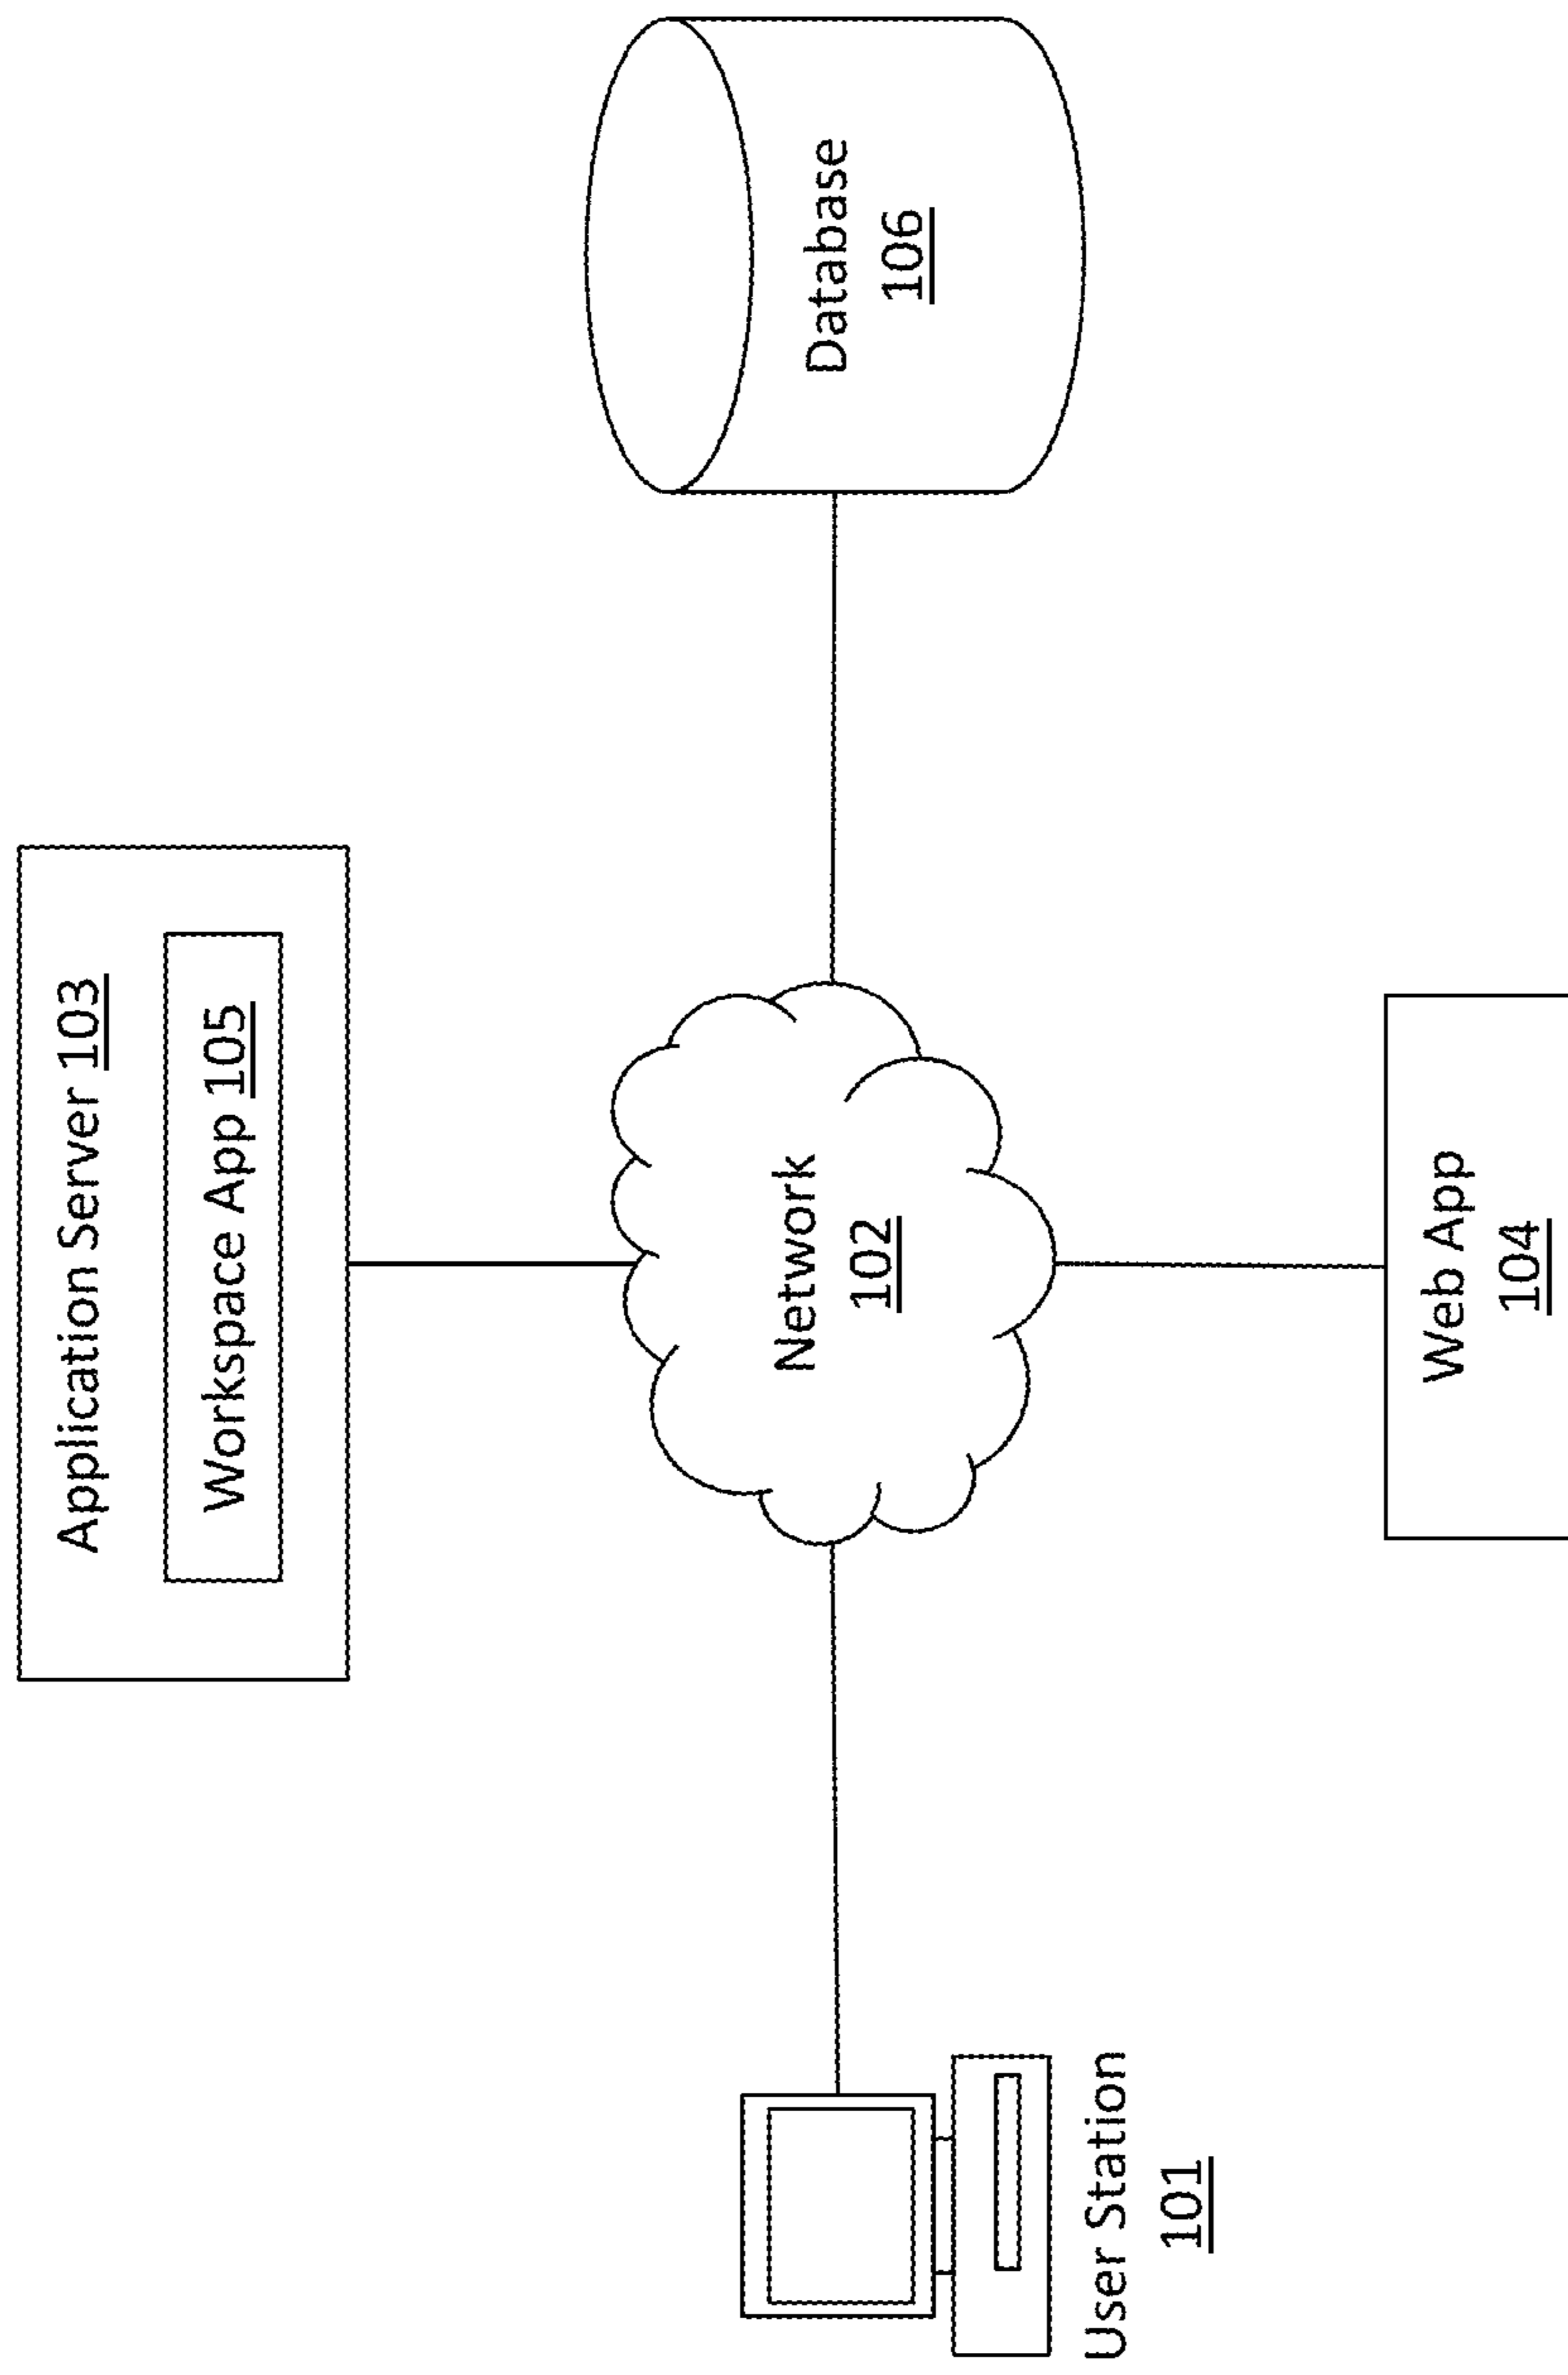 Application Server 103
Workspace App 105
Network
102
Database
106
User Station
101
Web App
104